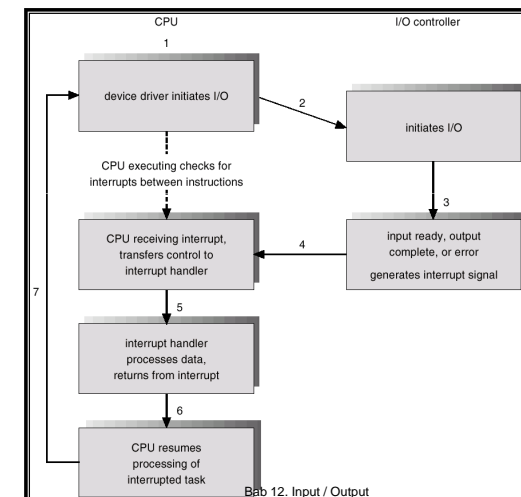 CPU
I/O controller
1
device driver initiates I/O
2
initiates I/O
CPU executing checks for
interrupts between instructions
3
CPU receiving interrupt,
transfers control to
interrupt handler
4
input ready, output
complete, or error
generates interrupt signal
7
5
interrupt handler
processes data,
returns from interrupt
6
CPU resumes
processing of
interrupted task
Bab 12. Input / Output